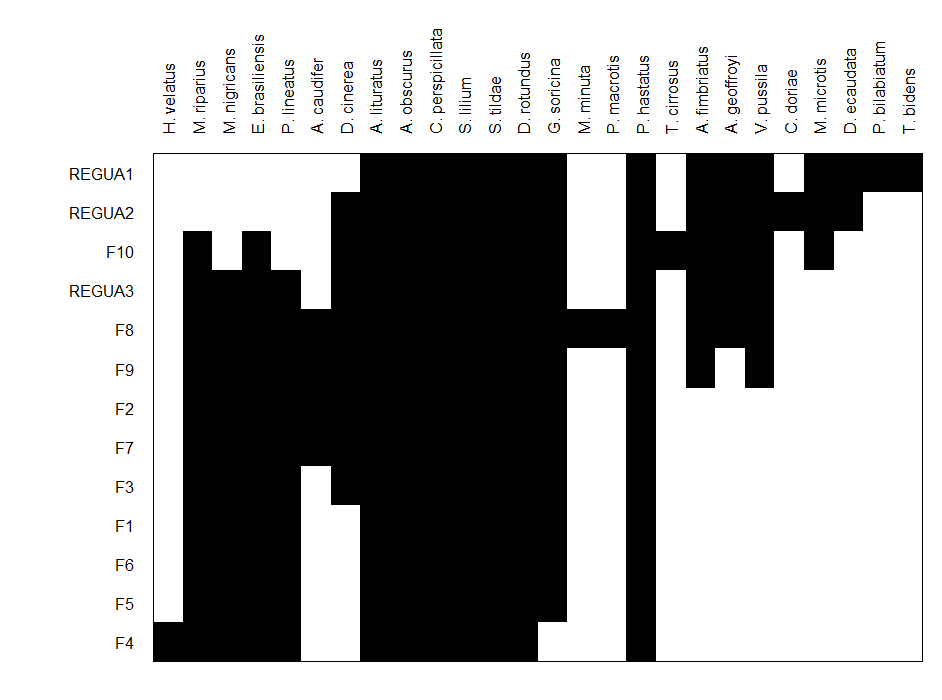 H. velatus
M. riparius
M. nigricans
E. brasiliensis
P. lineatus
A. caudifer
D. cinerea
A. lituratus
A. obscurus
C. perspicillata
S. lilium
S. tildae
D. rotundus
G. soricina
M. minuta
P. macrotis
P. hastatus
T. cirrosus
A. fimbriatus
A. geoffroyi
V. pussila
C. doriae
M. microtis
D. ecaudata
P. bilabiatum
T. bidens
REGUA1
REGUA2
F10
REGUA3
F8
F9
F2
F7
F3
F1
F6
F5
F4